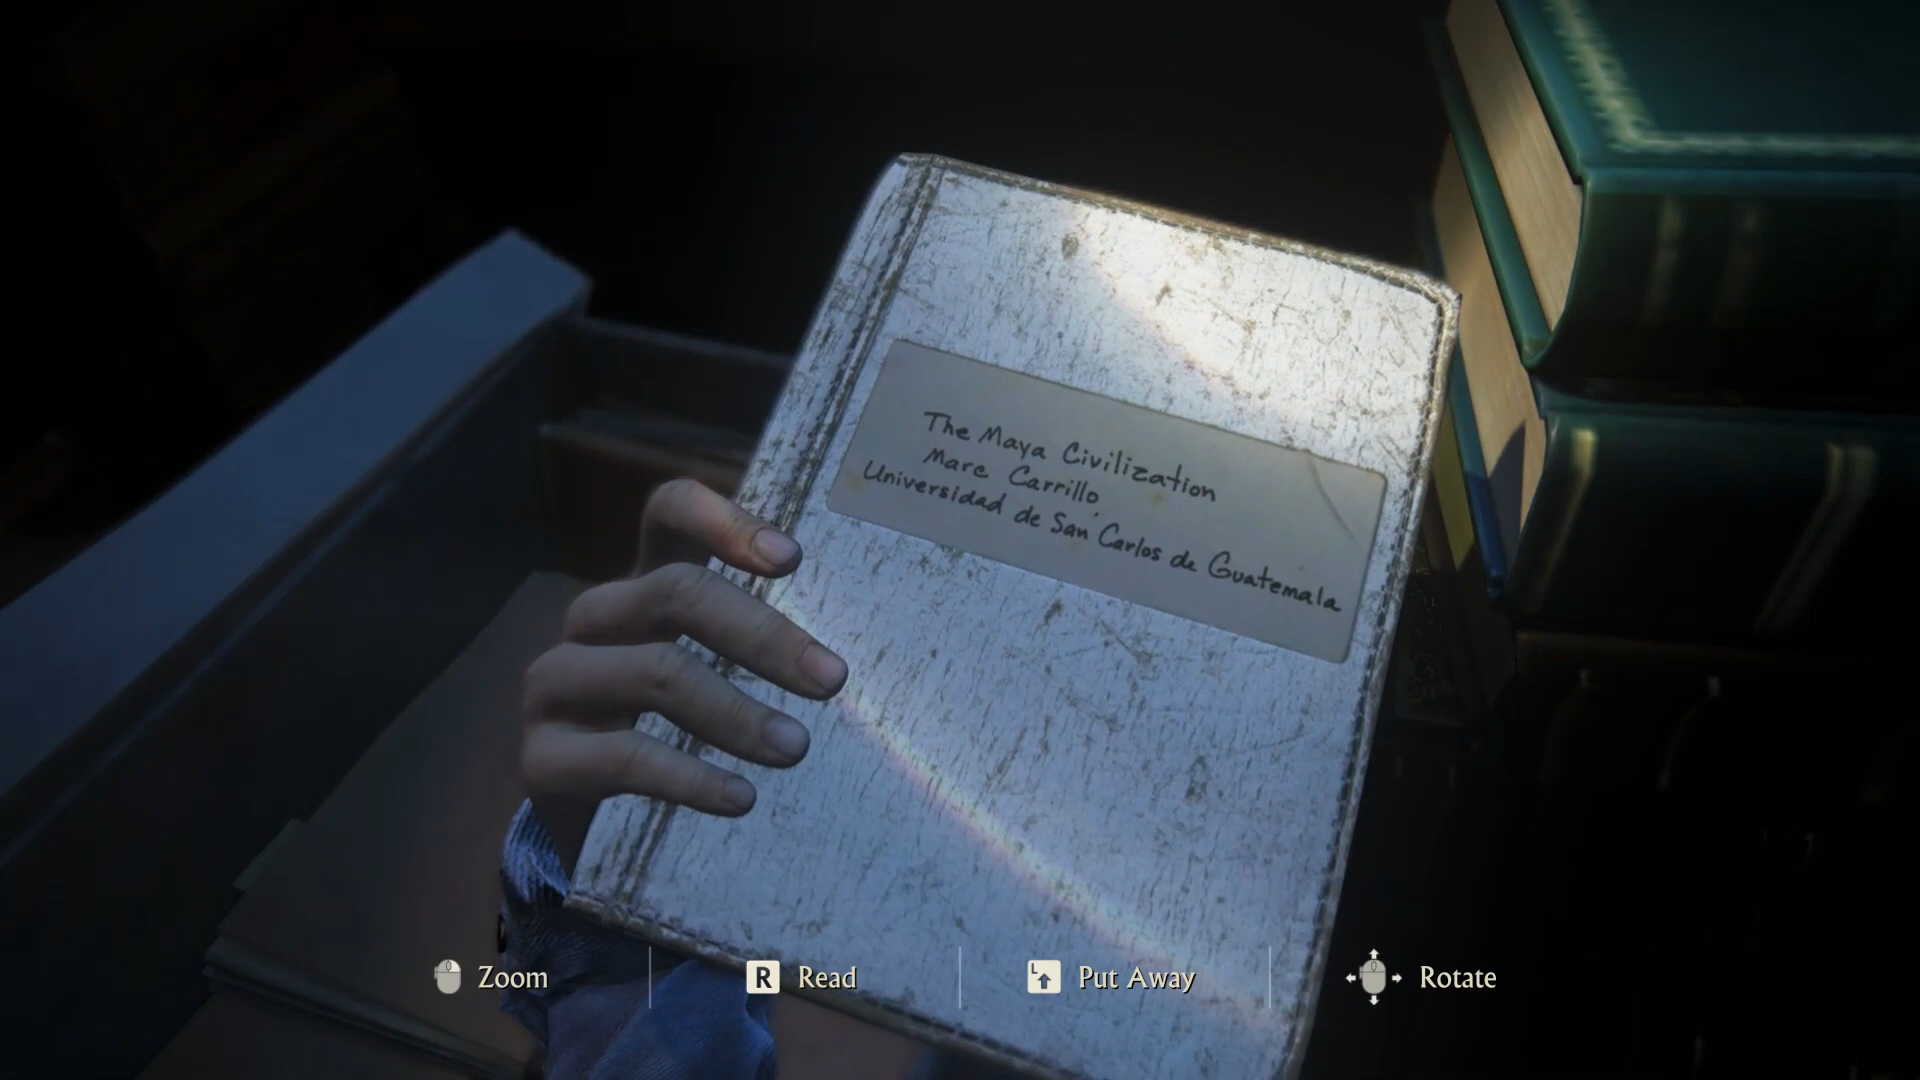 The Maya Civilization
Marc Carrillo
Universidad de San Carlos de Guatemala
Zoom
R Read
L Put Away
Rotate